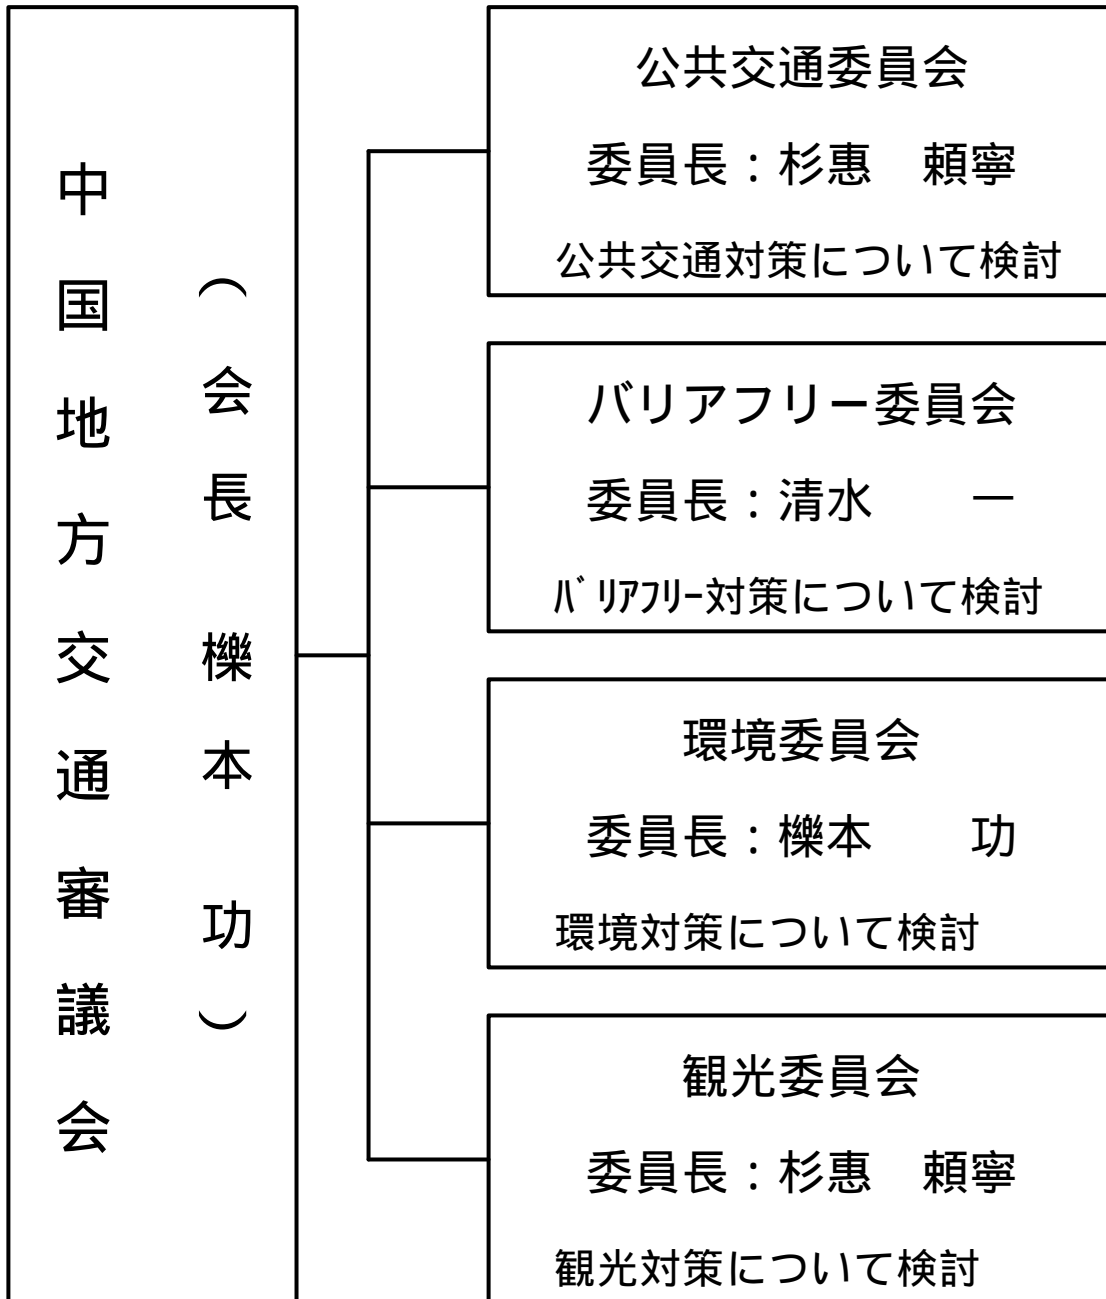 中国地方交通審議会
（会長　櫟本　功）
公共交通委員会
委員長：杉惠　頼寧
公共交通対策について検討
バリアフリー委員会
委員長：清水　　一
ﾊﾞﾘｱﾌﾘｰ対策について検討
環境委員会
委員長：櫟本　　功
環境対策について検討
観光委員会
委員長：杉惠　頼寧
観光対策について検討